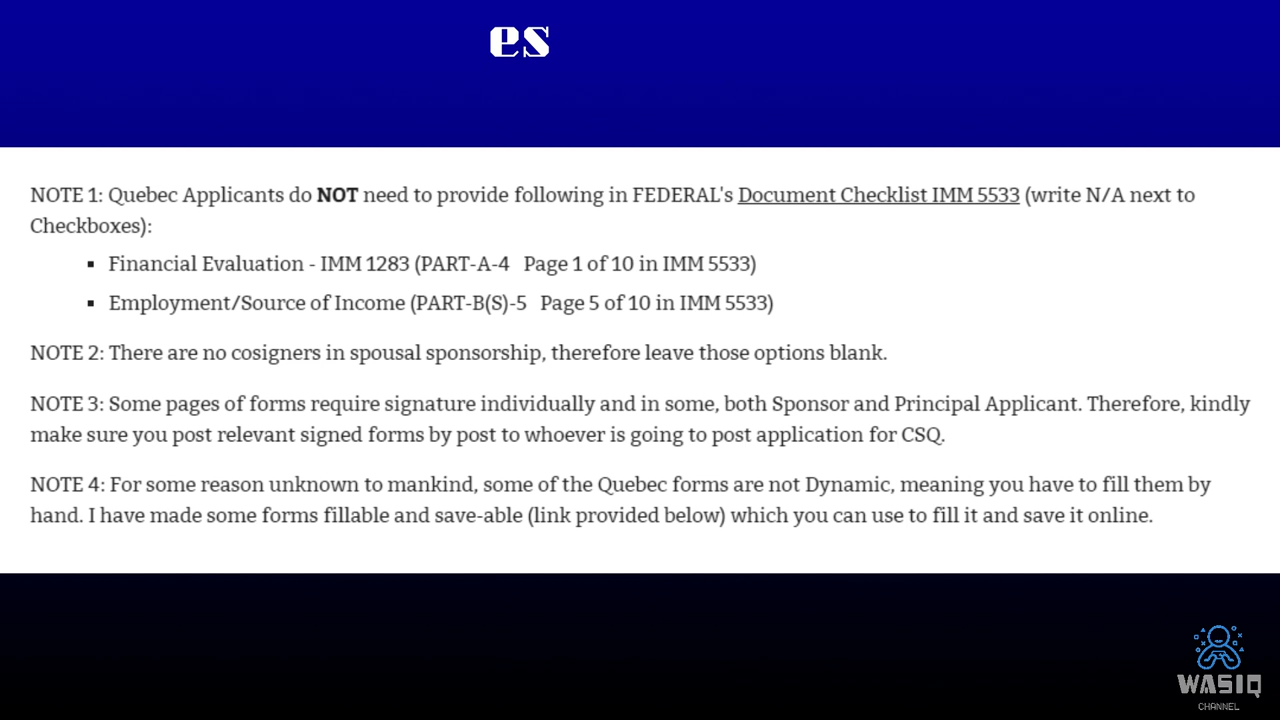 es
NOTE 1: Quebec Applicants do NOT need to provide following in FEDERAL's Document Checklist IMM 5533 (write N/A next to
Checkboxes):
▪ Financial Evaluation - IMM 1283 (PART-A-4 Page 1 of 10 in IMM 5533)
▪ Employment/Source of Income (PART-B(S)-5 Page 5 of 10 in IMM 5533)
NOTE 2: There are no cosigners in spousal sponsorship, therefore leave those options blank.
NOTE 3: Some pages of forms require signature individually and in some, both Sponsor and Principal Applicant. Therefore, kindly
make sure you post relevant signed forms by post to whoever is going to post application for CSQ.
NOTE 4: For some reason unknown to mankind, some of the Quebec forms are not Dynamic, meaning you have to fill them by
hand. I have made some forms fillable and save-able (link provided below) which you can use to fill it and save it online.
WASIQ
CHANNEL